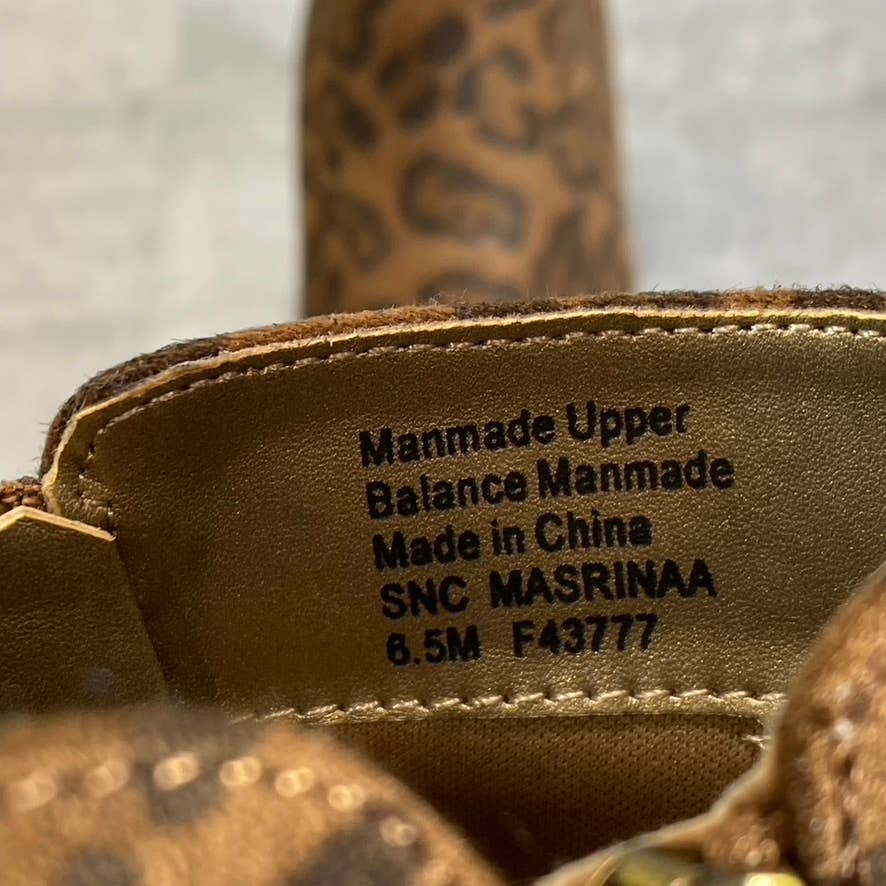 Manmade Upper
Balance Manmade
Made in China
SNC MASRINAA
6.5M F43777